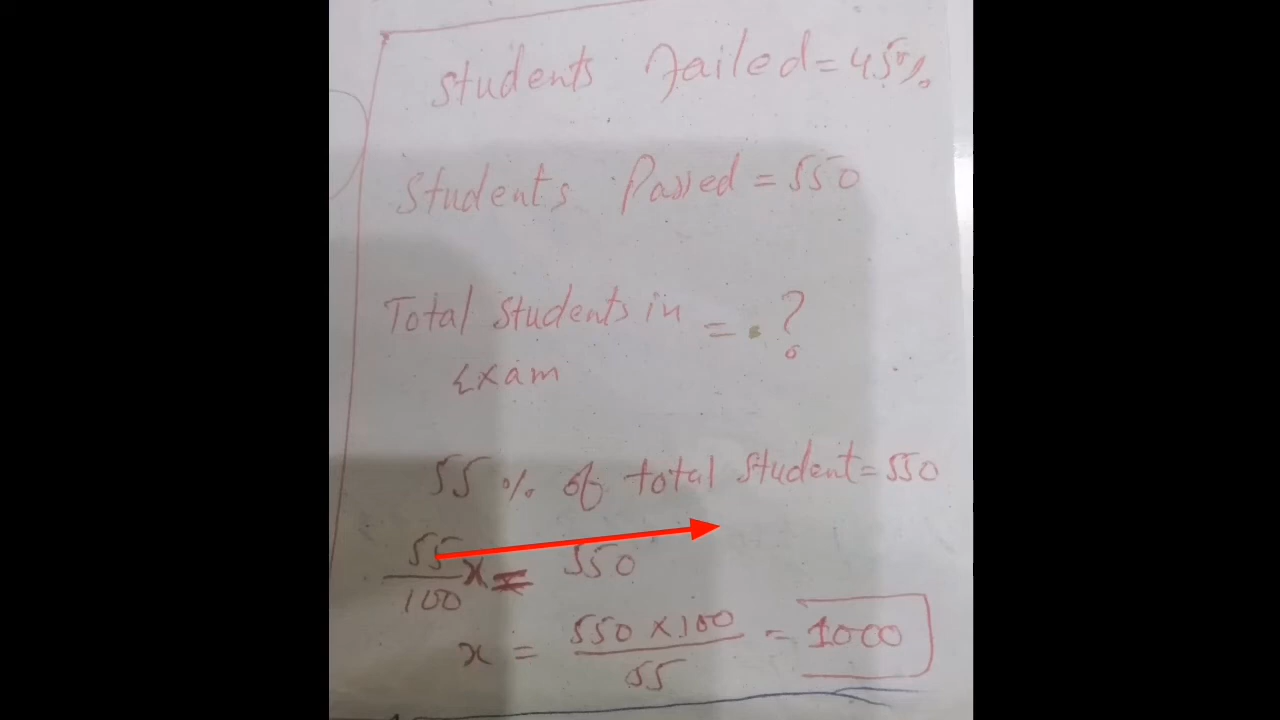 Students Failed = 45%
Students Passed = 550
Total Students in = ?
Exam
55 % of total Student = 550
55/100 x = 550
x = 550 × 100 / 55 = 1000